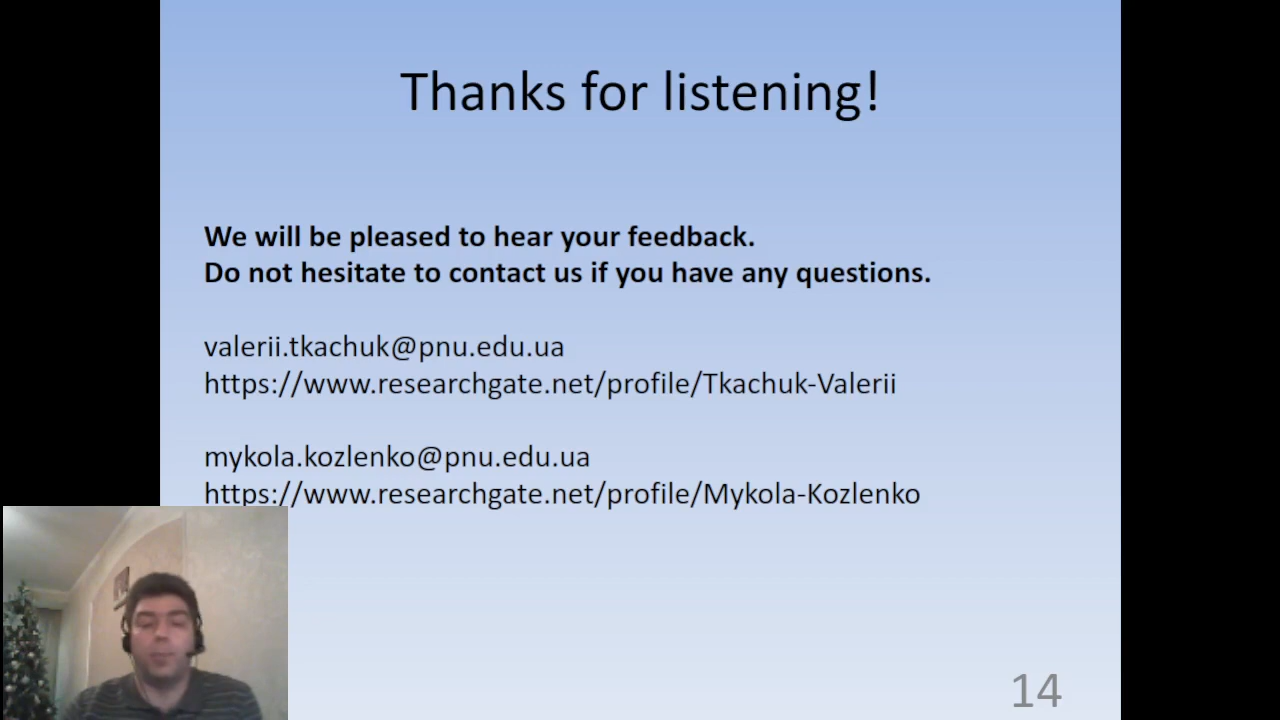 Thanks for listening!
We will be pleased to hear your feedback.
Do not hesitate to contact us if you have any questions.
valerii.tkachuk@pnu.edu.ua
https://www.researchgate.net/profile/Tkachuk-Valerii
mykola.kozlenko@pnu.edu.ua
https://www.researchgate.net/profile/Mykola-Kozlenko
14